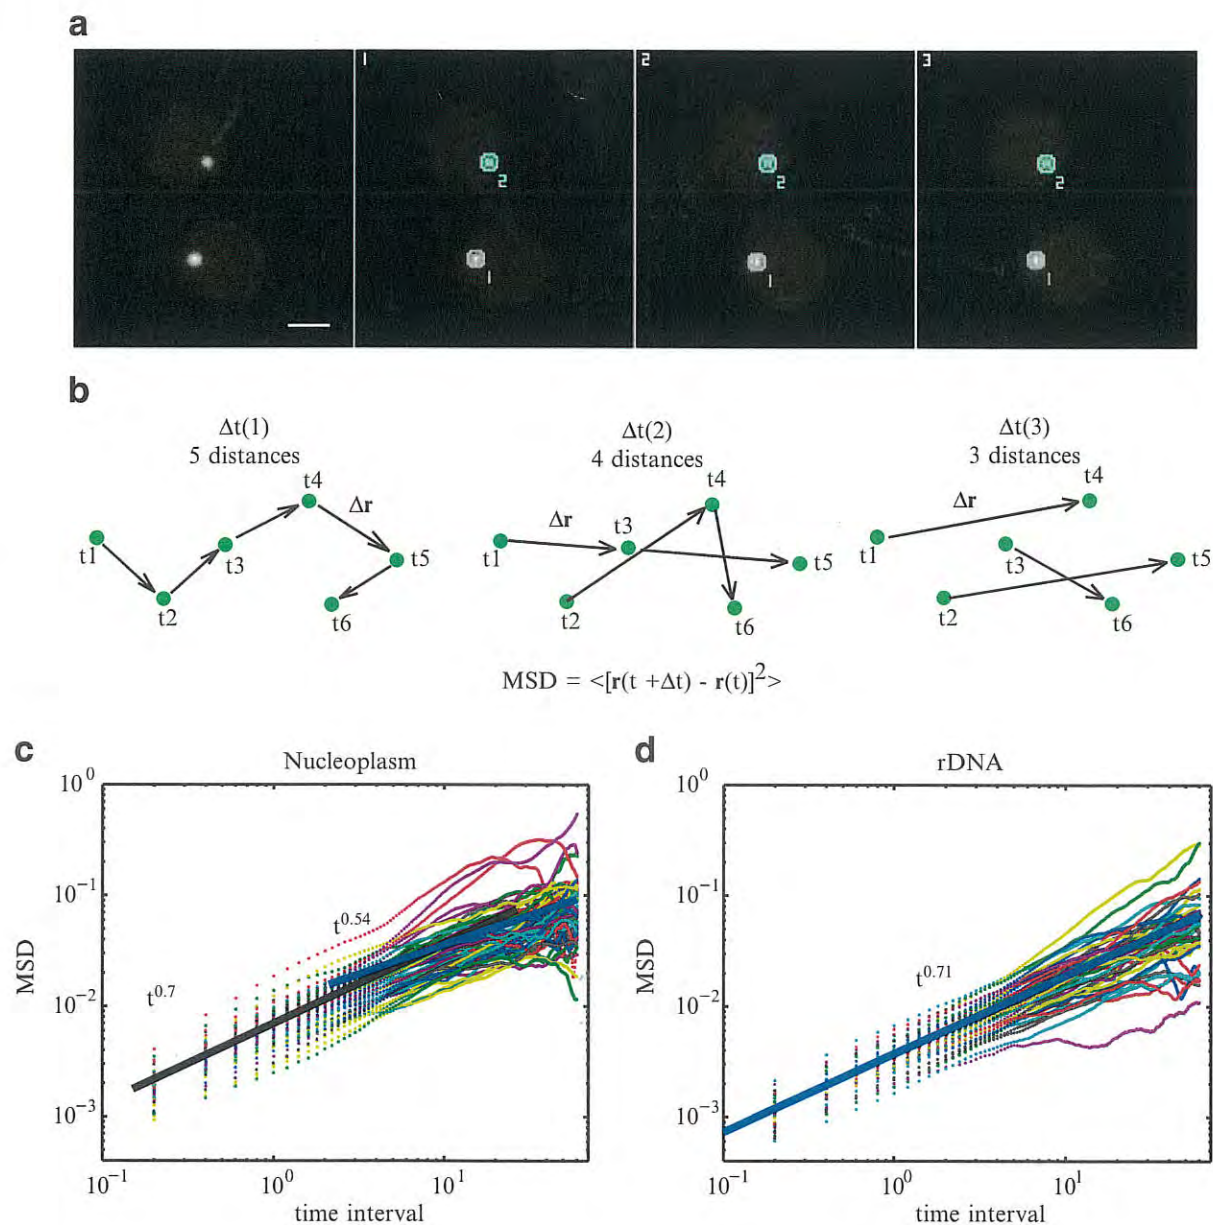 a
1
2
3
2
2
2
1
1
1
b
Δt(1)
5 distances
t4
Δr
t1
t3
t5
t2
t6
Δt(2)
4 distances
t4
Δr
t3
t1
t5
t2
t6
Δt(3)
3 distances
t4
Δr
t1
t3
t5
t2
t6
MSD = <[r(t +Δt) - r(t)]²>
c
Nucleoplasm
10⁰
10⁻¹
10⁻²
10⁻³
MSD
t⁰·⁵⁴
t⁰·⁷
10⁻¹ 10⁰ 10¹
time interval
d
rDNA
10⁰
10⁻¹
10⁻²
10⁻³
MSD
t⁰·⁷¹
10⁻¹ 10⁰ 10¹
time interval